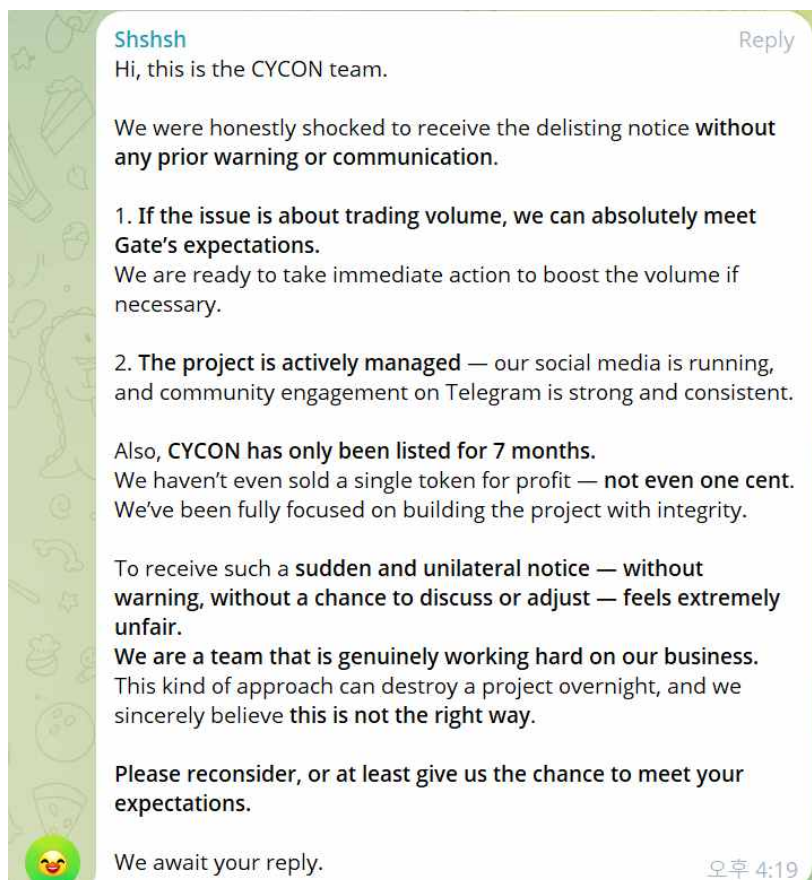 Shshsh Reply
Hi, this is the CYCON team.
We were honestly shocked to receive the delisting notice without
any prior warning or communication.
1. If the issue is about trading volume, we can absolutely meet
Gate’s expectations.
We are ready to take immediate action to boost the volume if
necessary.
2. The project is actively managed — our social media is running,
and community engagement on Telegram is strong and consistent.
Also, CYCON has only been listed for 7 months.
We haven’t even sold a single token for profit — not even one cent.
We’ve been fully focused on building the project with integrity.
To receive such a sudden and unilateral notice — without
warning, without a chance to discuss or adjust — feels extremely
unfair.
We are a team that is genuinely working hard on our business.
This kind of approach can destroy a project overnight, and we
sincerely believe this is not the right way.
Please reconsider, or at least give us the chance to meet your
expectations.
We await your reply.
오후 4:19